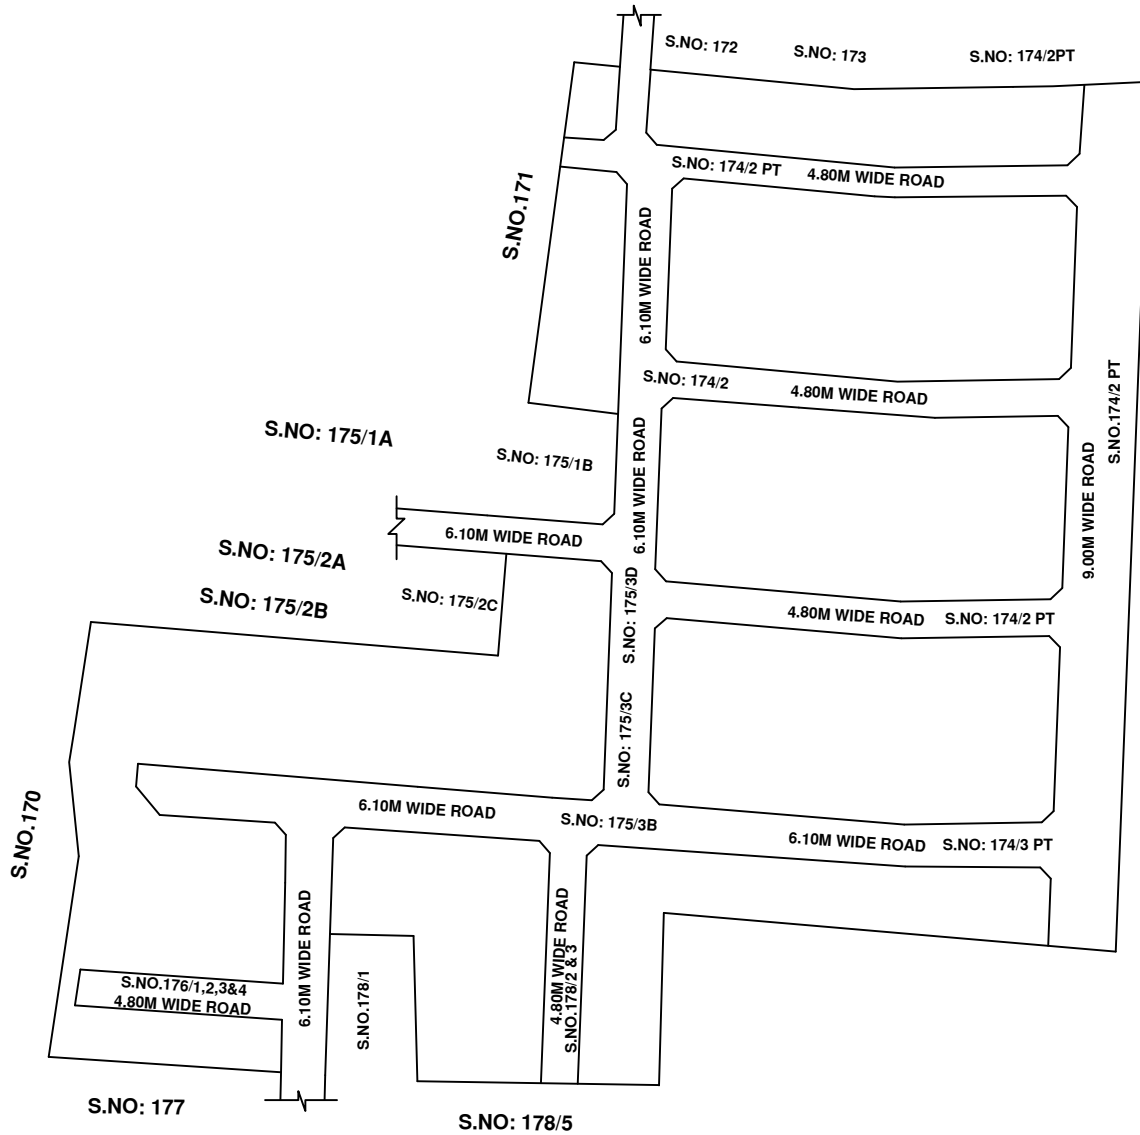 S.NO: 172
S.NO: 173
S.NO: 174/2PT
S.NO: 174/2 PT
4.80M WIDE ROAD
S.NO.171
6.10M WIDE ROAD
S.NO: 174/2
4.80M WIDE ROAD
S.NO.174/2 PT
S.NO: 175/1A
S.NO: 175/1B
6.10M WIDE ROAD
9.00M WIDE ROAD
6.10M WIDE ROAD
S.NO: 175/2A
S.NO: 175/2B
S.NO: 175/2C
S.NO: 175/3D
4.80M WIDE ROAD
S.NO: 174/2 PT
S.NO: 175/3C
S.NO.170
6.10M WIDE ROAD
S.NO: 175/3B
6.10M WIDE ROAD
S.NO: 174/3 PT
6.10M WIDE ROAD
4.80M WIDE ROAD
S.NO.178/2 & 3
S.NO.176/1,2,3&4
4.80M WIDE ROAD
S.NO.178/1
S.NO: 177
S.NO: 178/5